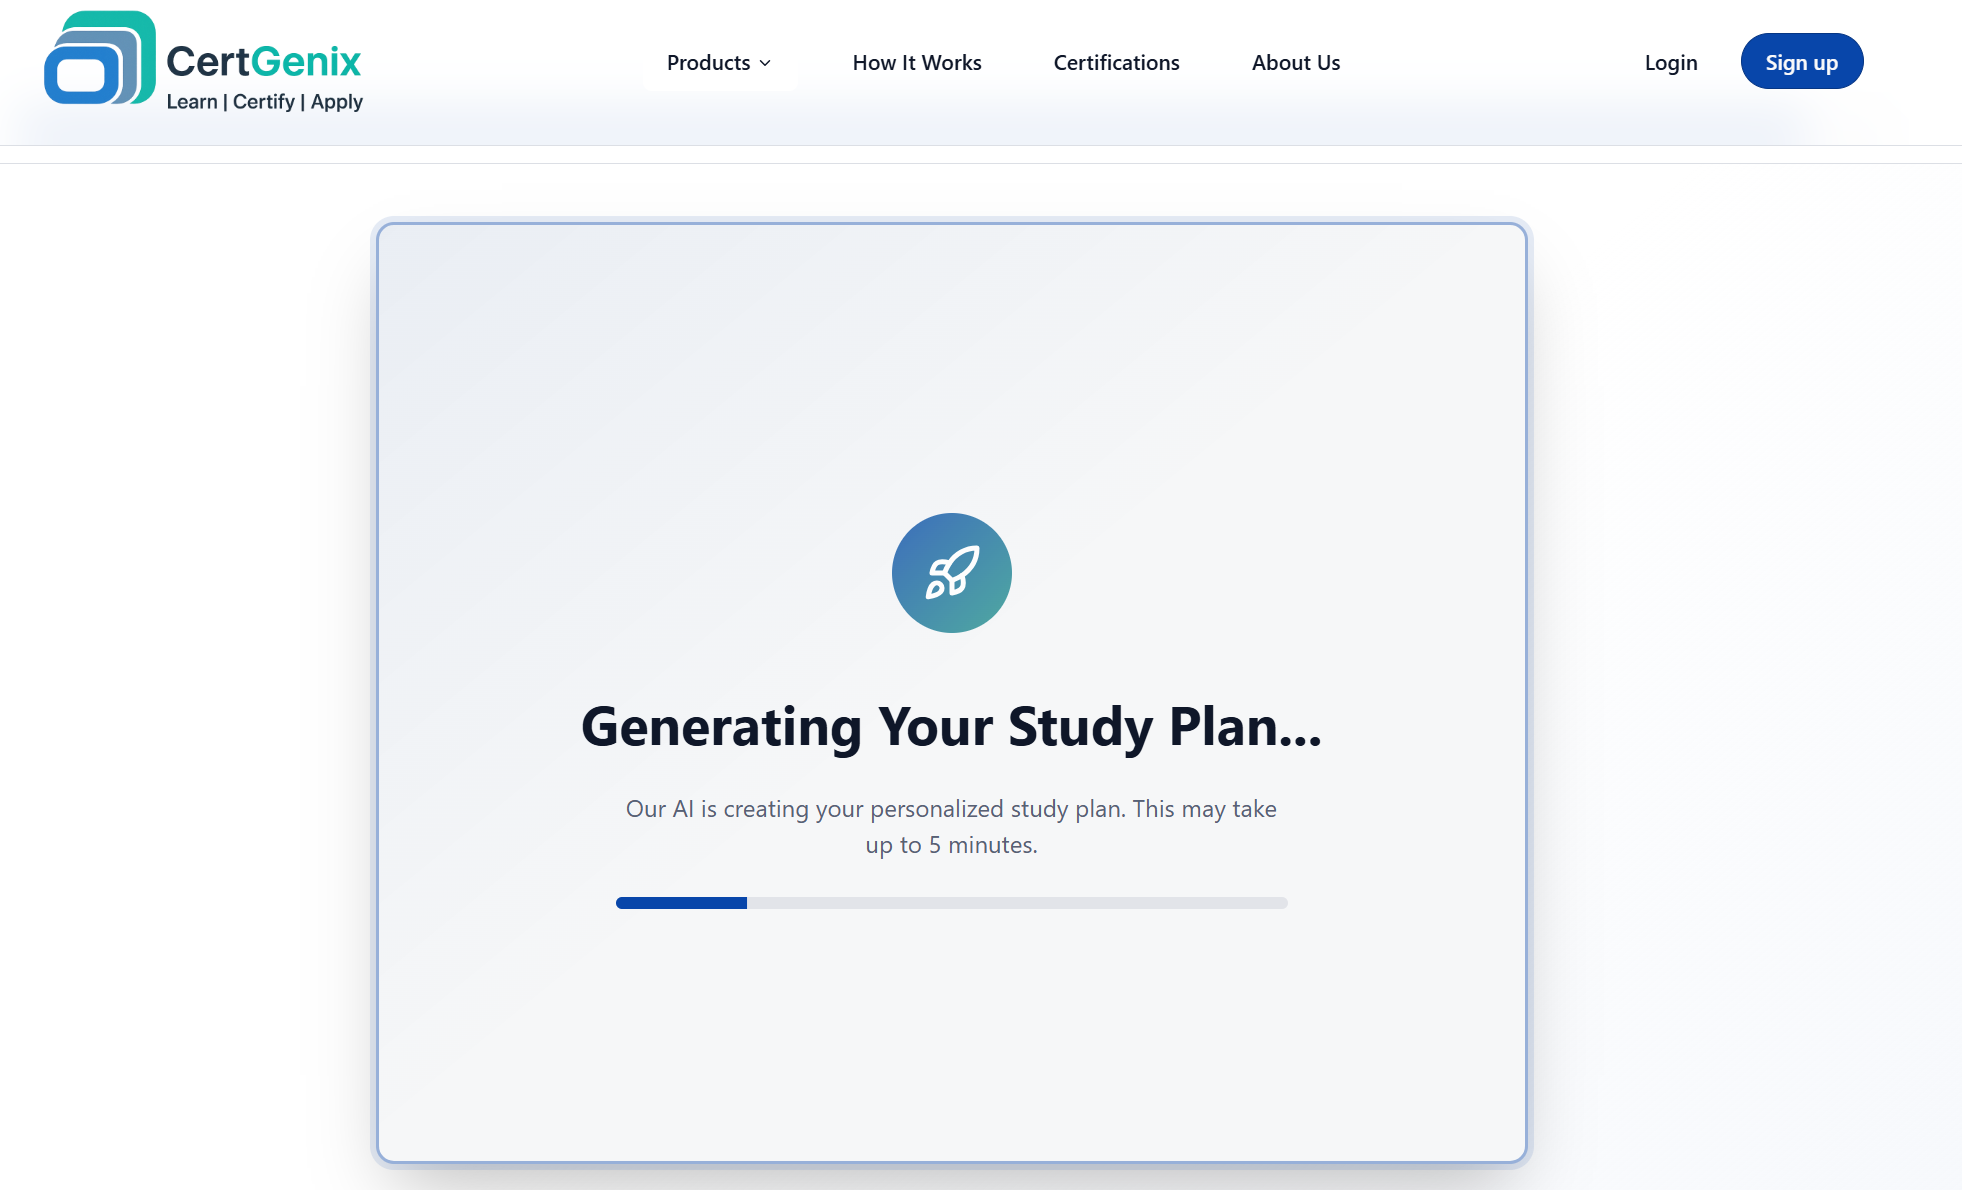 CertGenix
Learn | Certify | Apply
Products
How It Works
Certifications
About Us
Login
Sign up
Generating Your Study Plan...
Our AI is creating your personalized study plan. This may take
up to 5 minutes.